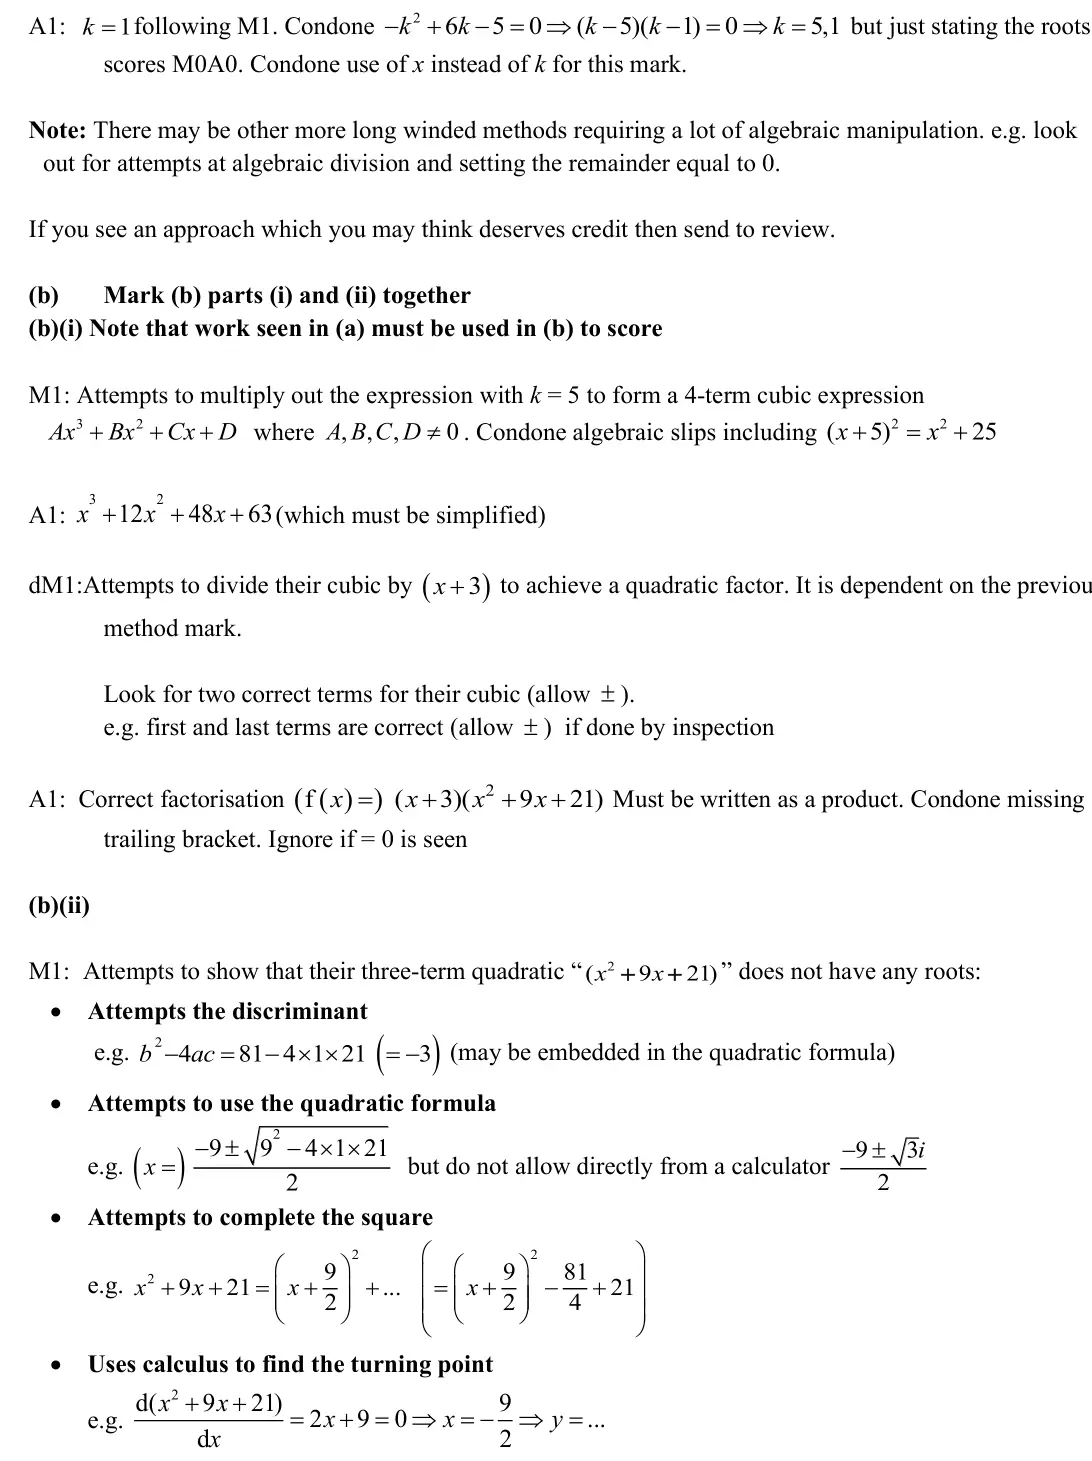 A1: k = 1 following M1. Condone −k² + 6k − 5 = 0 ⇒ (k − 5)(k − 1) = 0 ⇒ k = 5,1 but just stating the roots
scores M0A0. Condone use of x instead of k for this mark.
Note: There may be other more long winded methods requiring a lot of algebraic manipulation. e.g. look
out for attempts at algebraic division and setting the remainder equal to 0.
If you see an approach which you may think deserves credit then send to review.
(b) Mark (b) parts (i) and (ii) together
(b)(i) Note that work seen in (a) must be used in (b) to score
M1: Attempts to multiply out the expression with k = 5 to form a 4-term cubic expression
Ax³ + Bx² + Cx + D where A, B, C, D ≠ 0. Condone algebraic slips including (x + 5)² = x² + 25
A1: x³ + 12x² + 48x + 63 (which must be simplified)
dM1:Attempts to divide their cubic by (x + 3) to achieve a quadratic factor. It is dependent on the previou
method mark.
Look for two correct terms for their cubic (allow ± ).
e.g. first and last terms are correct (allow ± ) if done by inspection
A1: Correct factorisation (f(x) =) (x + 3)(x² + 9x + 21) Must be written as a product. Condone missing
trailing bracket. Ignore if = 0 is seen
(b)(ii)
M1: Attempts to show that their three-term quadratic “(x² + 9x + 21)” does not have any roots:
• Attempts the discriminant
e.g. b² − 4ac = 81 − 4×1×21 (= −3) (may be embedded in the quadratic formula)
• Attempts to use the quadratic formula
e.g. (x =) (−9 ± √(9² − 4×1×21))/2 but do not allow directly from a calculator (−9 ± √3i)/2
• Attempts to complete the square
e.g. x² + 9x + 21 = (x + 9/2)² + ... (= (x + 9/2)² − 81/4 + 21)
• Uses calculus to find the turning point
e.g. d(x² + 9x + 21)/dx = 2x + 9 = 0 ⇒ x = −9/2 ⇒ y = ...